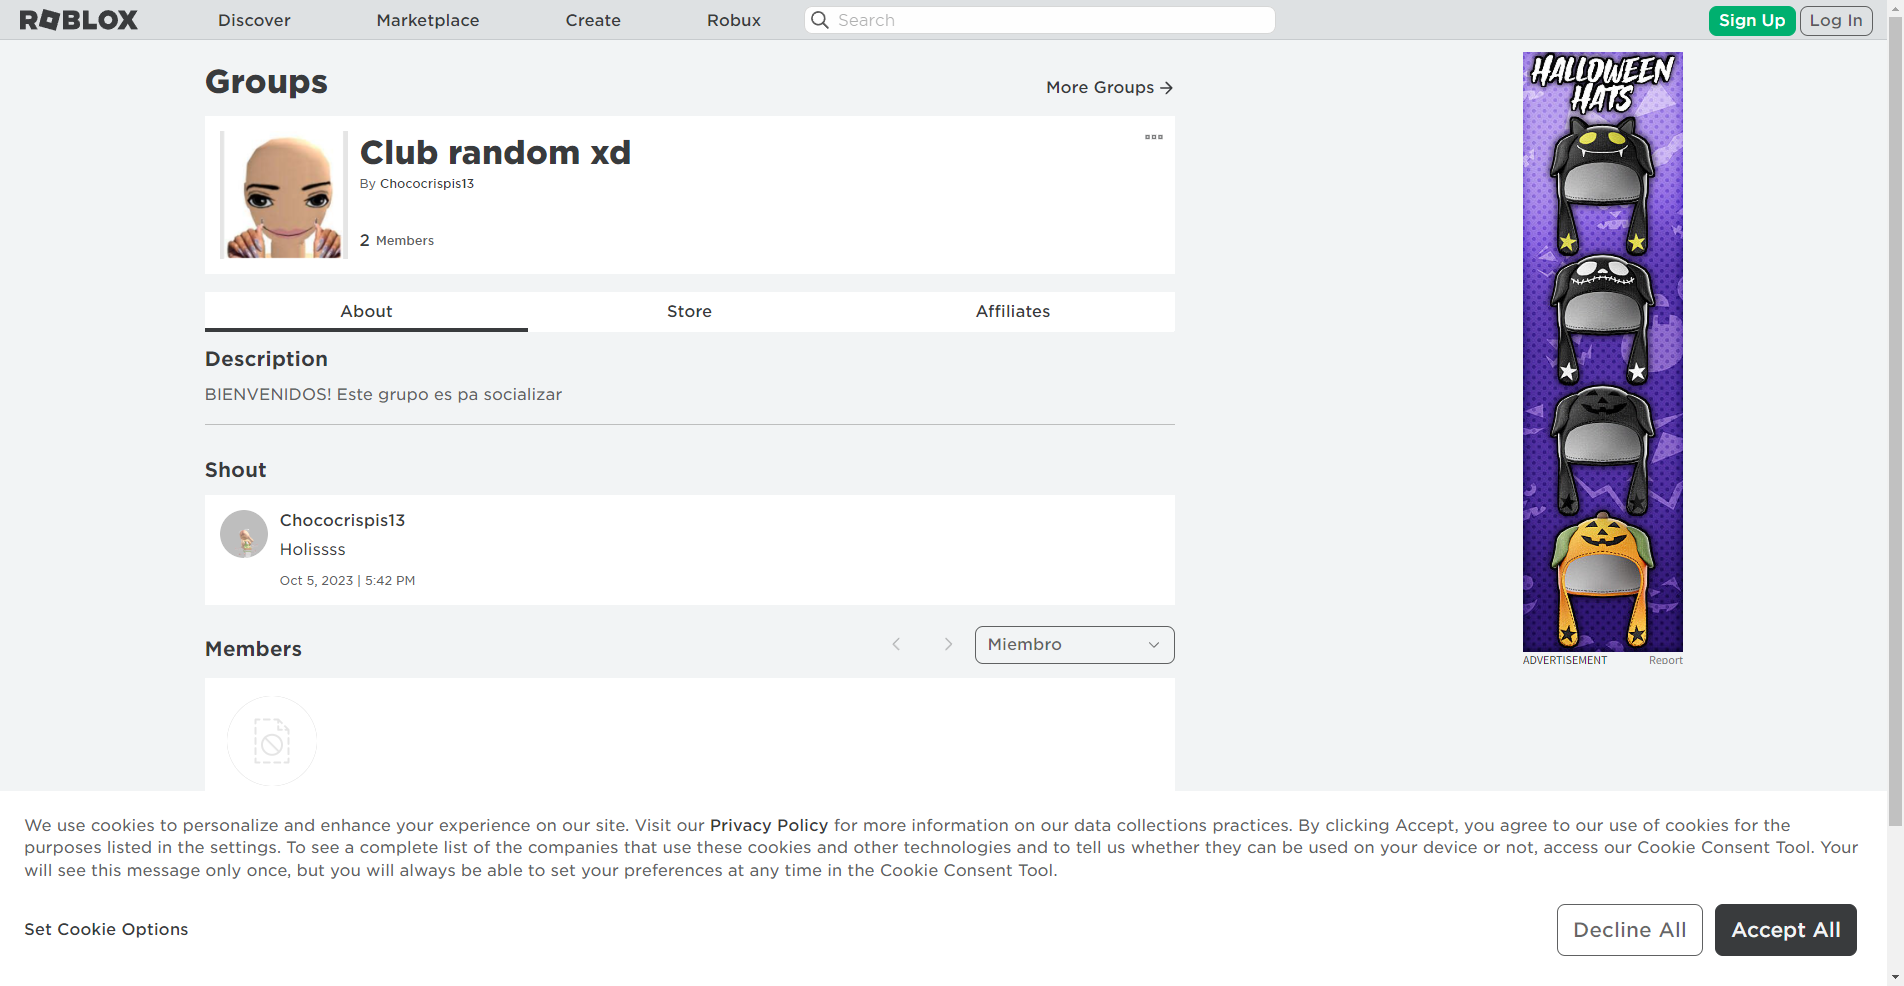 ROBLOX
Discover
Marketplace
Create
Robux
Search
Sign Up
Log In
Groups
More Groups
Club random xd
By Chococrispis13
2 Members
About
Store
Affiliates
Description
BIENVENIDOS! Este grupo es pa socializar
Shout
Chococrispis13
Holissss
Oct 5, 2023 | 5:42 PM
Members
Miembro
HALLOWEEN
HATS
ADVERTISEMENT
Report
We use cookies to personalize and enhance your experience on our site. Visit our Privacy Policy for more information on our data collections practices. By clicking Accept, you agree to our use of cookies for the
purposes listed in the settings. To see a complete list of the companies that use these cookies and other technologies and to tell us whether they can be used on your device or not, access our Cookie Consent Tool. Your
will see this message only once, but you will always be able to set your preferences at any time in the Cookie Consent Tool.
Set Cookie Options
Decline All
Accept All